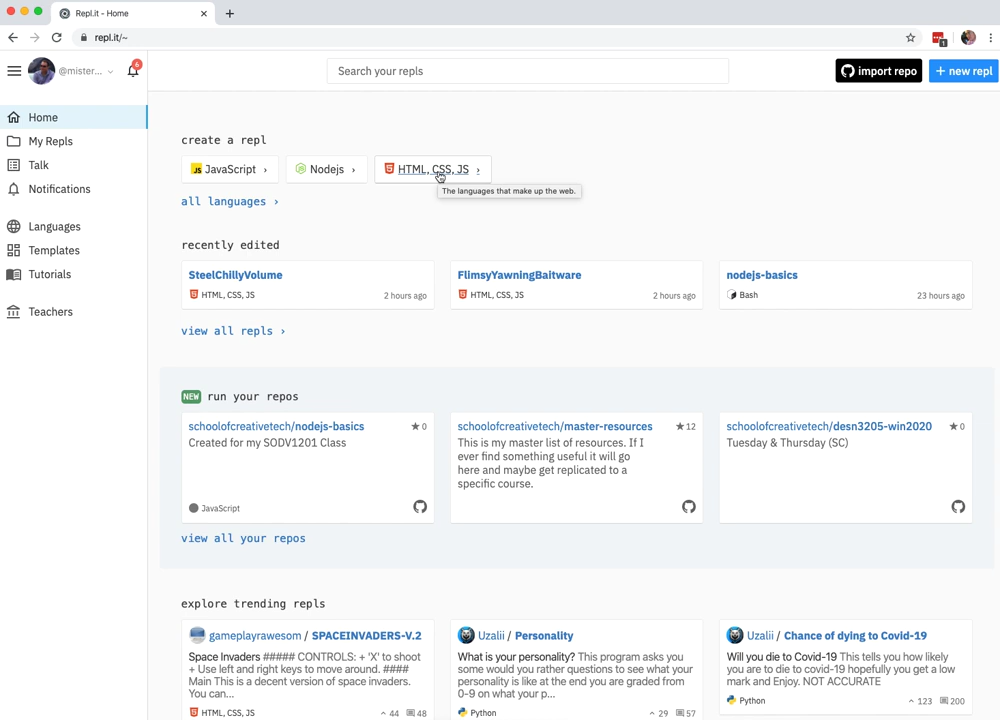 Repl.it - Home
repl.it/~
1
@mister...
6
Search your repls
import repo
+ new repl
Home
My Repls
Talk
Notifications
Languages
Templates
Tutorials
Teachers
create a repl
JS JavaScript ›
Nodejs ›
HTML, CSS, JS ›
The languages that make up the web.
all languages ›
recently edited
SteelChillyVolume
HTML, CSS, JS 2 hours ago
FlimsyYawningBaitware
HTML, CSS, JS 2 hours ago
nodejs-basics
Bash 23 hours ago
view all repls ›
NEW run your repos
schoolofcreativetech/nodejs-basics 0
Created for my SODV1201 Class
JavaScript
schoolofcreativetech/master-resources 12
This is my master list of resources. If I
ever find something useful it will go
here and maybe get replicated to a
specific course.
schoolofcreativetech/desn3205-win2020 0
Tuesday & Thursday (SC)
view all your repos
explore trending repls
gameplayrawesom / SPACEINVADERS-V.2
Space Invaders ##### CONTROLS: + 'X' to shoot
+ Use left and right keys to move around. ####
Main This is a decent version of space invaders.
You can...
HTML, CSS, JS 44 48
Uzalii / Personality
What is your personality? This program asks you
some would you rather questions to see what your
personality is like at the end you are graded from
0-9 on what your p...
Python 29 57
Uzalii / Chance of dying to Covid-19
Will you die to Covid-19 This tells you how likely
you are to die to covid-19 hopefully you get a low
mark and Enjoy. NOT ACCURATE
Python 123 200